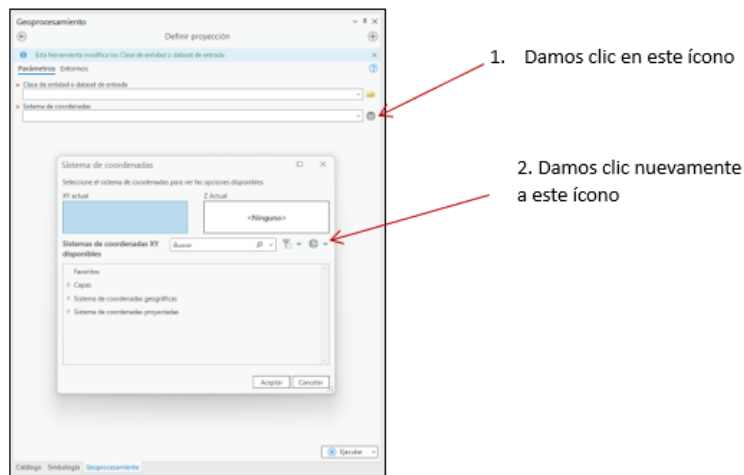 Geoprocesamiento
Definir proyección
Esta herramienta modifica los Clase de entidad o dataset de entrada
Parámetros Entornos
Clase de entidad o dataset de entrada
Sistema de coordenadas
1. Damos clic en este ícono
Sistema de coordenadas
Seleccione el sistema de coordenadas para ver las opciones disponibles.
XY actual
Z Actual
<Ninguno>
2. Damos clic nuevamente
a este ícono
Sistemas de coordenadas XY
disponibles
Buscar
Favoritos
Capas
Sistema de coordenadas geográficas
Sistema de coordenadas proyectadas
Aceptar
Cancelar
Ejecutar
Catálogo Simbología Geoprocesamiento